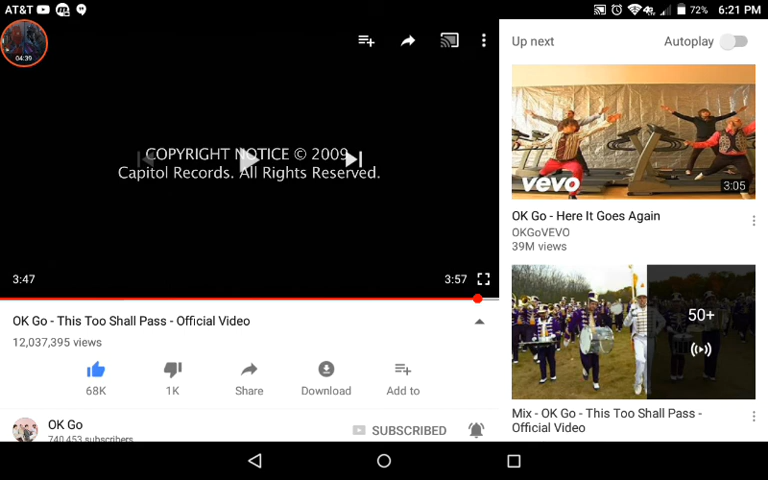 AT&T
72% 6:21 PM
04:39
COPYRIGHT NOTICE © 2009
Capitol Records. All Rights Reserved.
3:47
3:57
OK Go - This Too Shall Pass - Official Video
12,037,395 views
68K
1K
Share
Download
Add to
OK Go
740,453 subscribers
SUBSCRIBED
Up next
Autoplay
vevo
3:05
OK Go - Here It Goes Again
OKGoVEVO
39M views
50+
Mix - OK Go - This Too Shall Pass -
Official Video